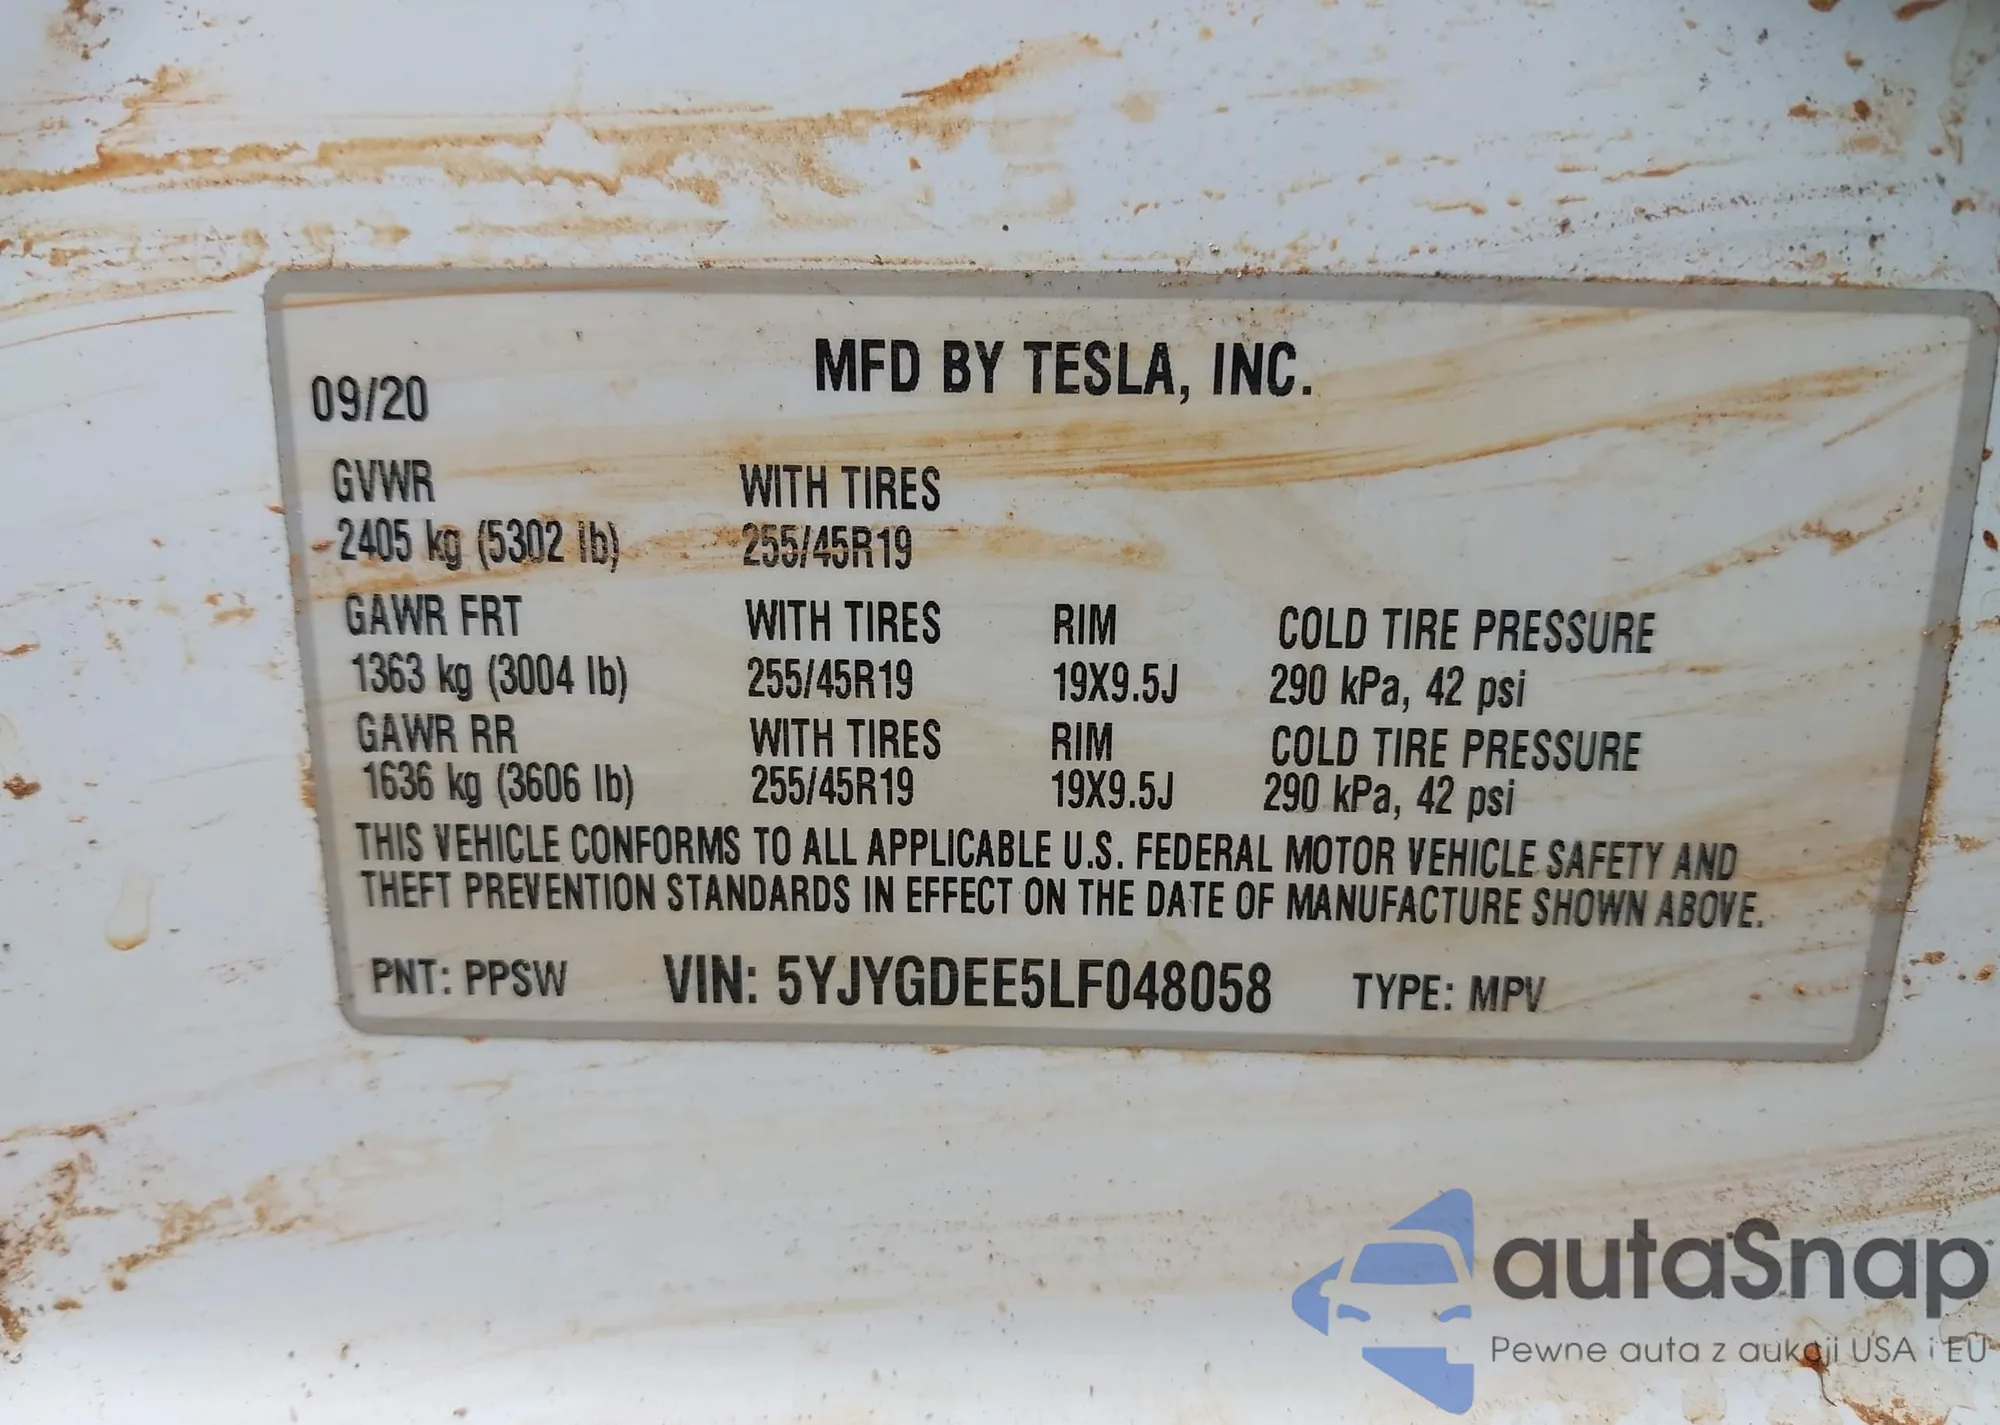 MFD BY TESLA, INC.
09/20
GVWR WITH TIRES
2405 kg (5302 lb) 255/45R19
GAWR FRT WITH TIRES RIM COLD TIRE PRESSURE
1363 kg (3004 lb) 255/45R19 19X9.5J 290 kPa, 42 psi
GAWR RR WITH TIRES RIM COLD TIRE PRESSURE
1636 kg (3606 lb) 255/45R19 19X9.5J 290 kPa, 42 psi
THIS VEHICLE CONFORMS TO ALL APPLICABLE U.S. FEDERAL MOTOR VEHICLE SAFETY AND
THEFT PREVENTION STANDARDS IN EFFECT ON THE DATE OF MANUFACTURE SHOWN ABOVE.
PNT: PPSW VIN: 5YJYGDEE5LF048058 TYPE: MPV
autaSnap
Pewne auta z aukcji USA i EU